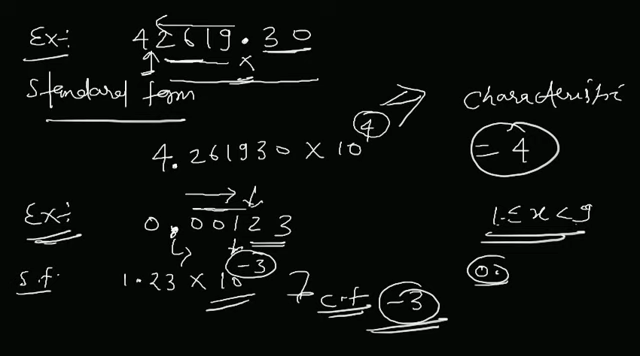 Ex:- 42619.30
Standard form
Characteristic
4.261930 × 10^4
= 4
Ex:- 0.00123
1 ≤ x < 9
S.f. 1.23 × 10^-3
C.f -3
0.